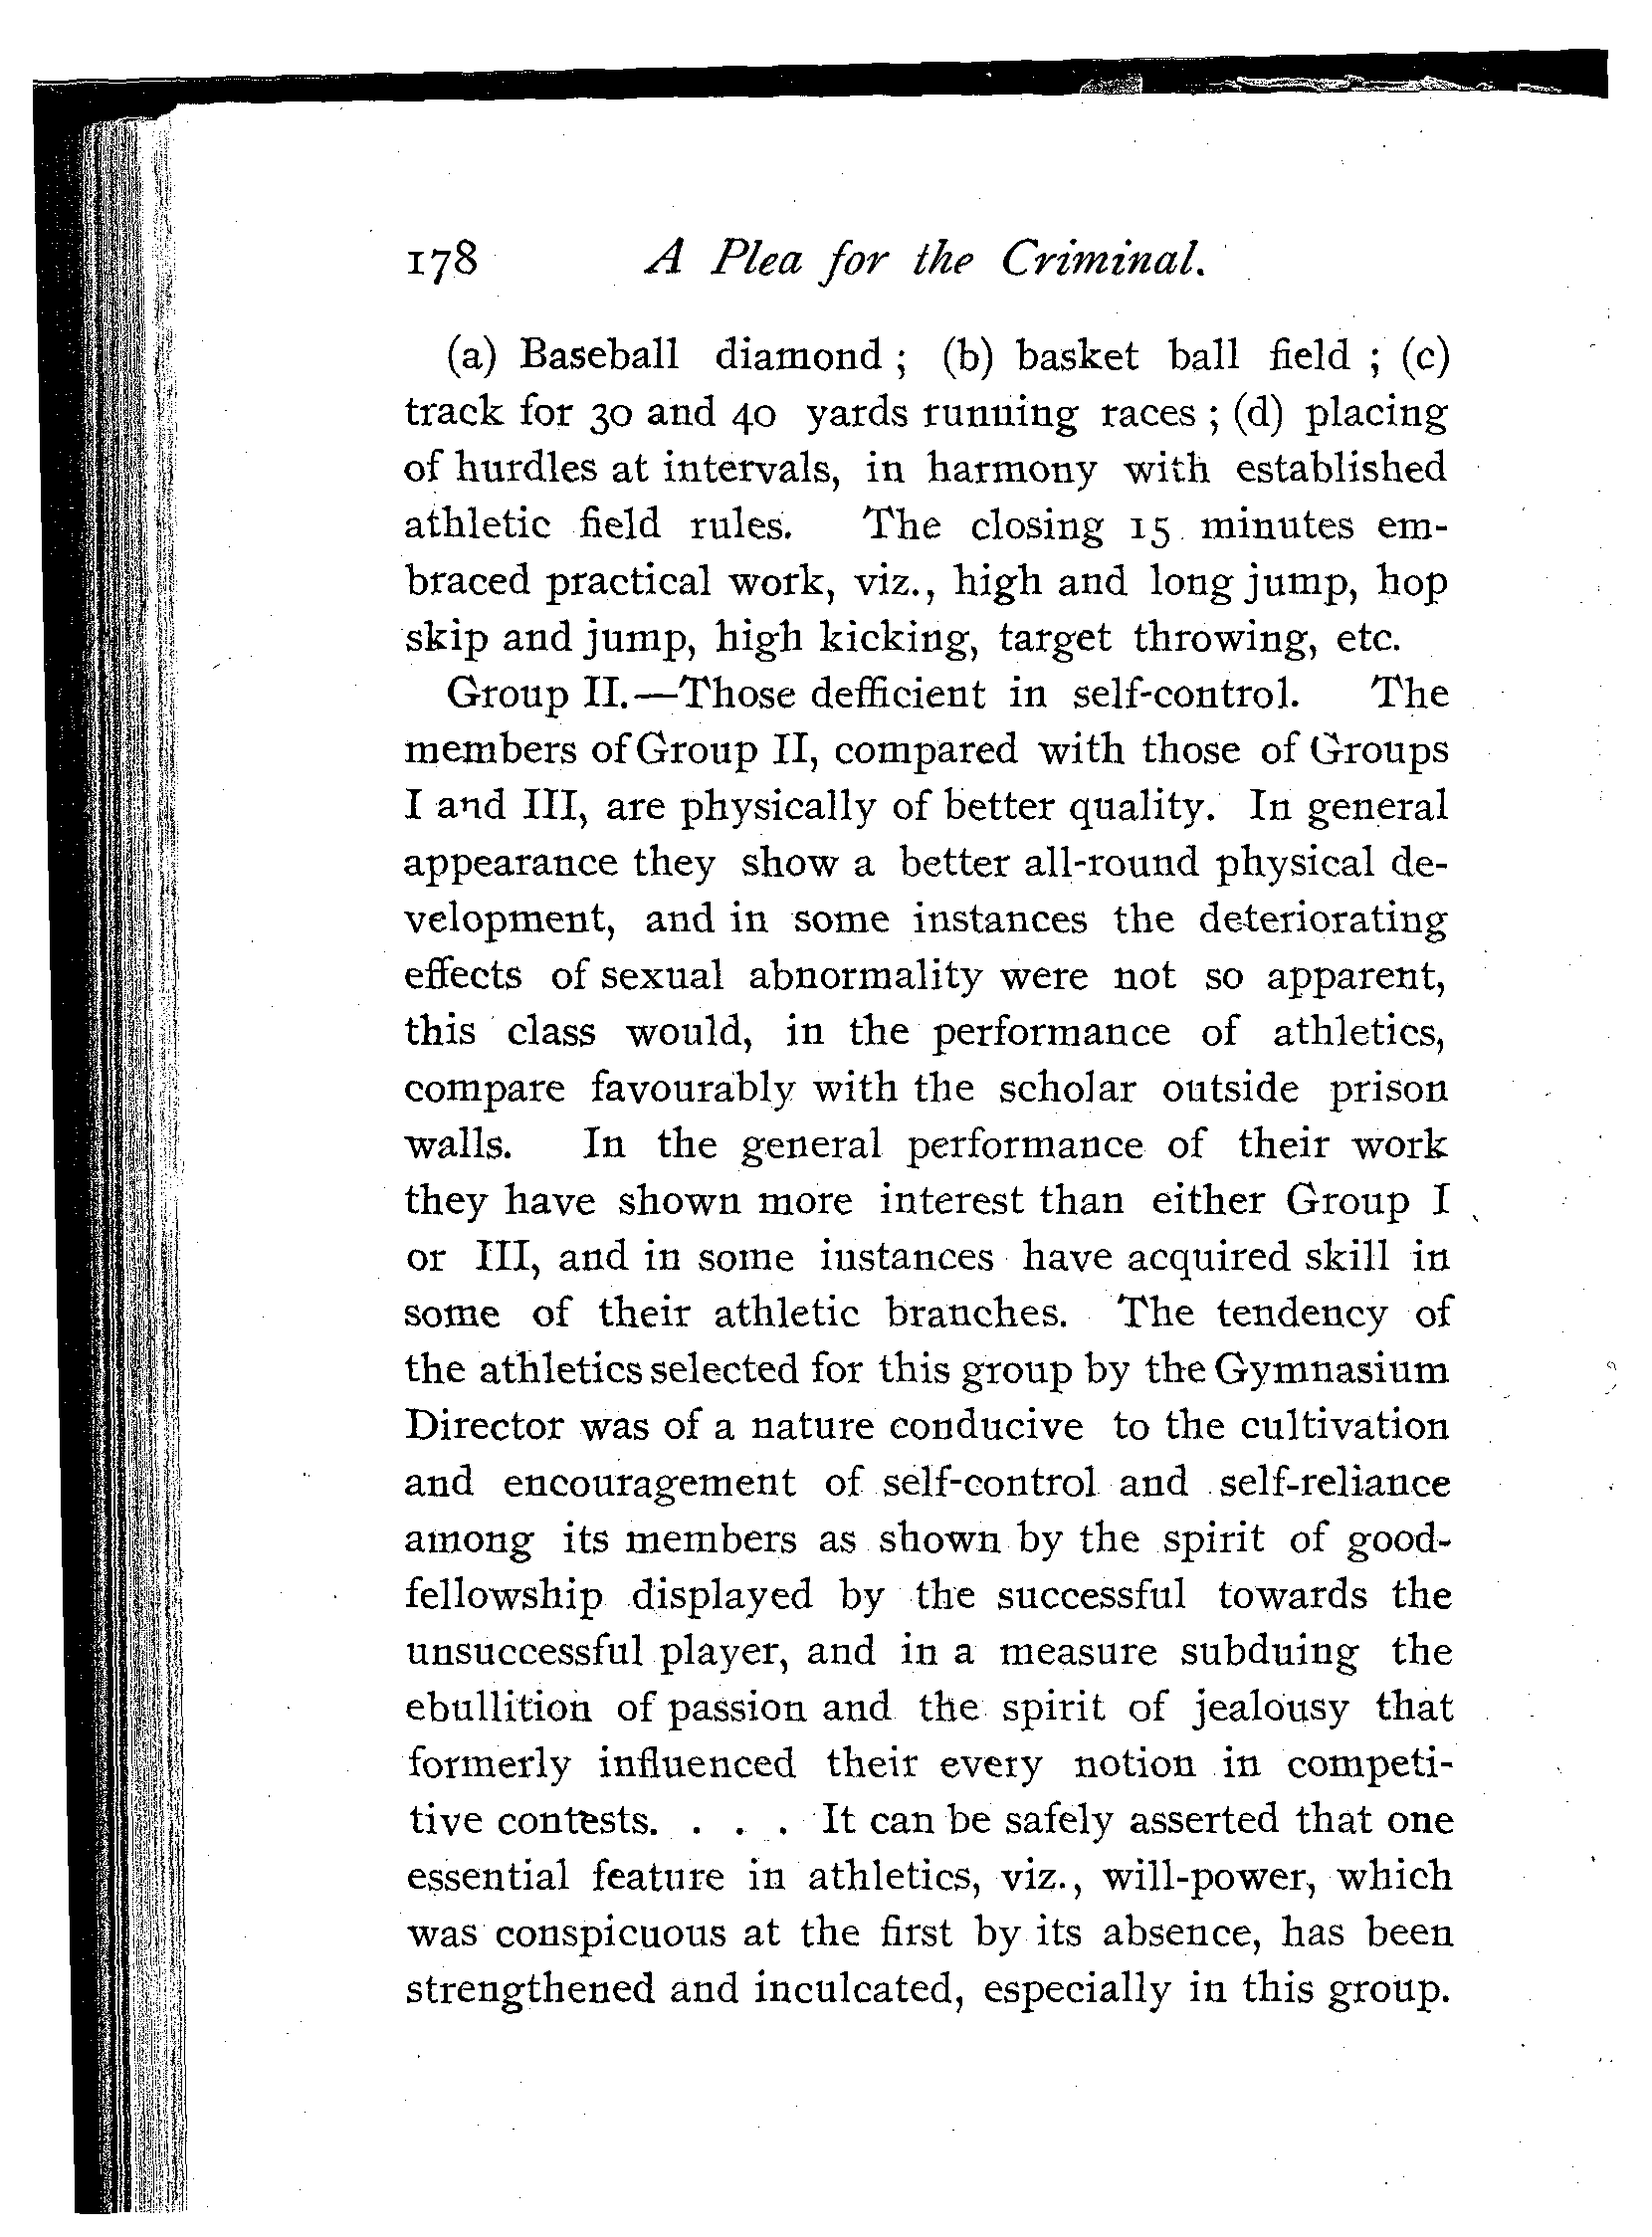 178 A Plea for the Criminal.
(a) Baseball diamond ; (b) basket ball field ; (c)
track for 30 and 40 yards running races ; (d) placing
of hurdles at intervals, in harmony with established
athletic field rules. The closing 15 minutes em-
braced practical work, viz., high and long jump, hop
skip and jump, high kicking, target throwing, etc.
Group II.—Those defficient in self-control. The
members of Group II, compared with those of Groups
I and III, are physically of better quality. In general
appearance they show a better all-round physical de-
velopment, and in some instances the deteriorating
effects of sexual abnormality were not so apparent,
this class would, in the performance of athletics,
compare favourably with the scholar outside prison
walls. In the general performance of their work
they have shown more interest than either Group I
or III, and in some iustances have acquired skill in
some of their athletic branches. The tendency of
the athletics selected for this group by the Gymnasium
Director was of a nature conducive to the cultivation
and encouragement of self-control and self-reliance
among its members as shown by the spirit of good-
fellowship displayed by the successful towards the
unsuccessful player, and in a measure subduing the
ebullition of passion and the spirit of jealousy that
formerly influenced their every notion in competi-
tive contests. . . . It can be safely asserted that one
essential feature in athletics, viz., will-power, which
was conspicuous at the first by its absence, has been
strengthened and inculcated, especially in this group.